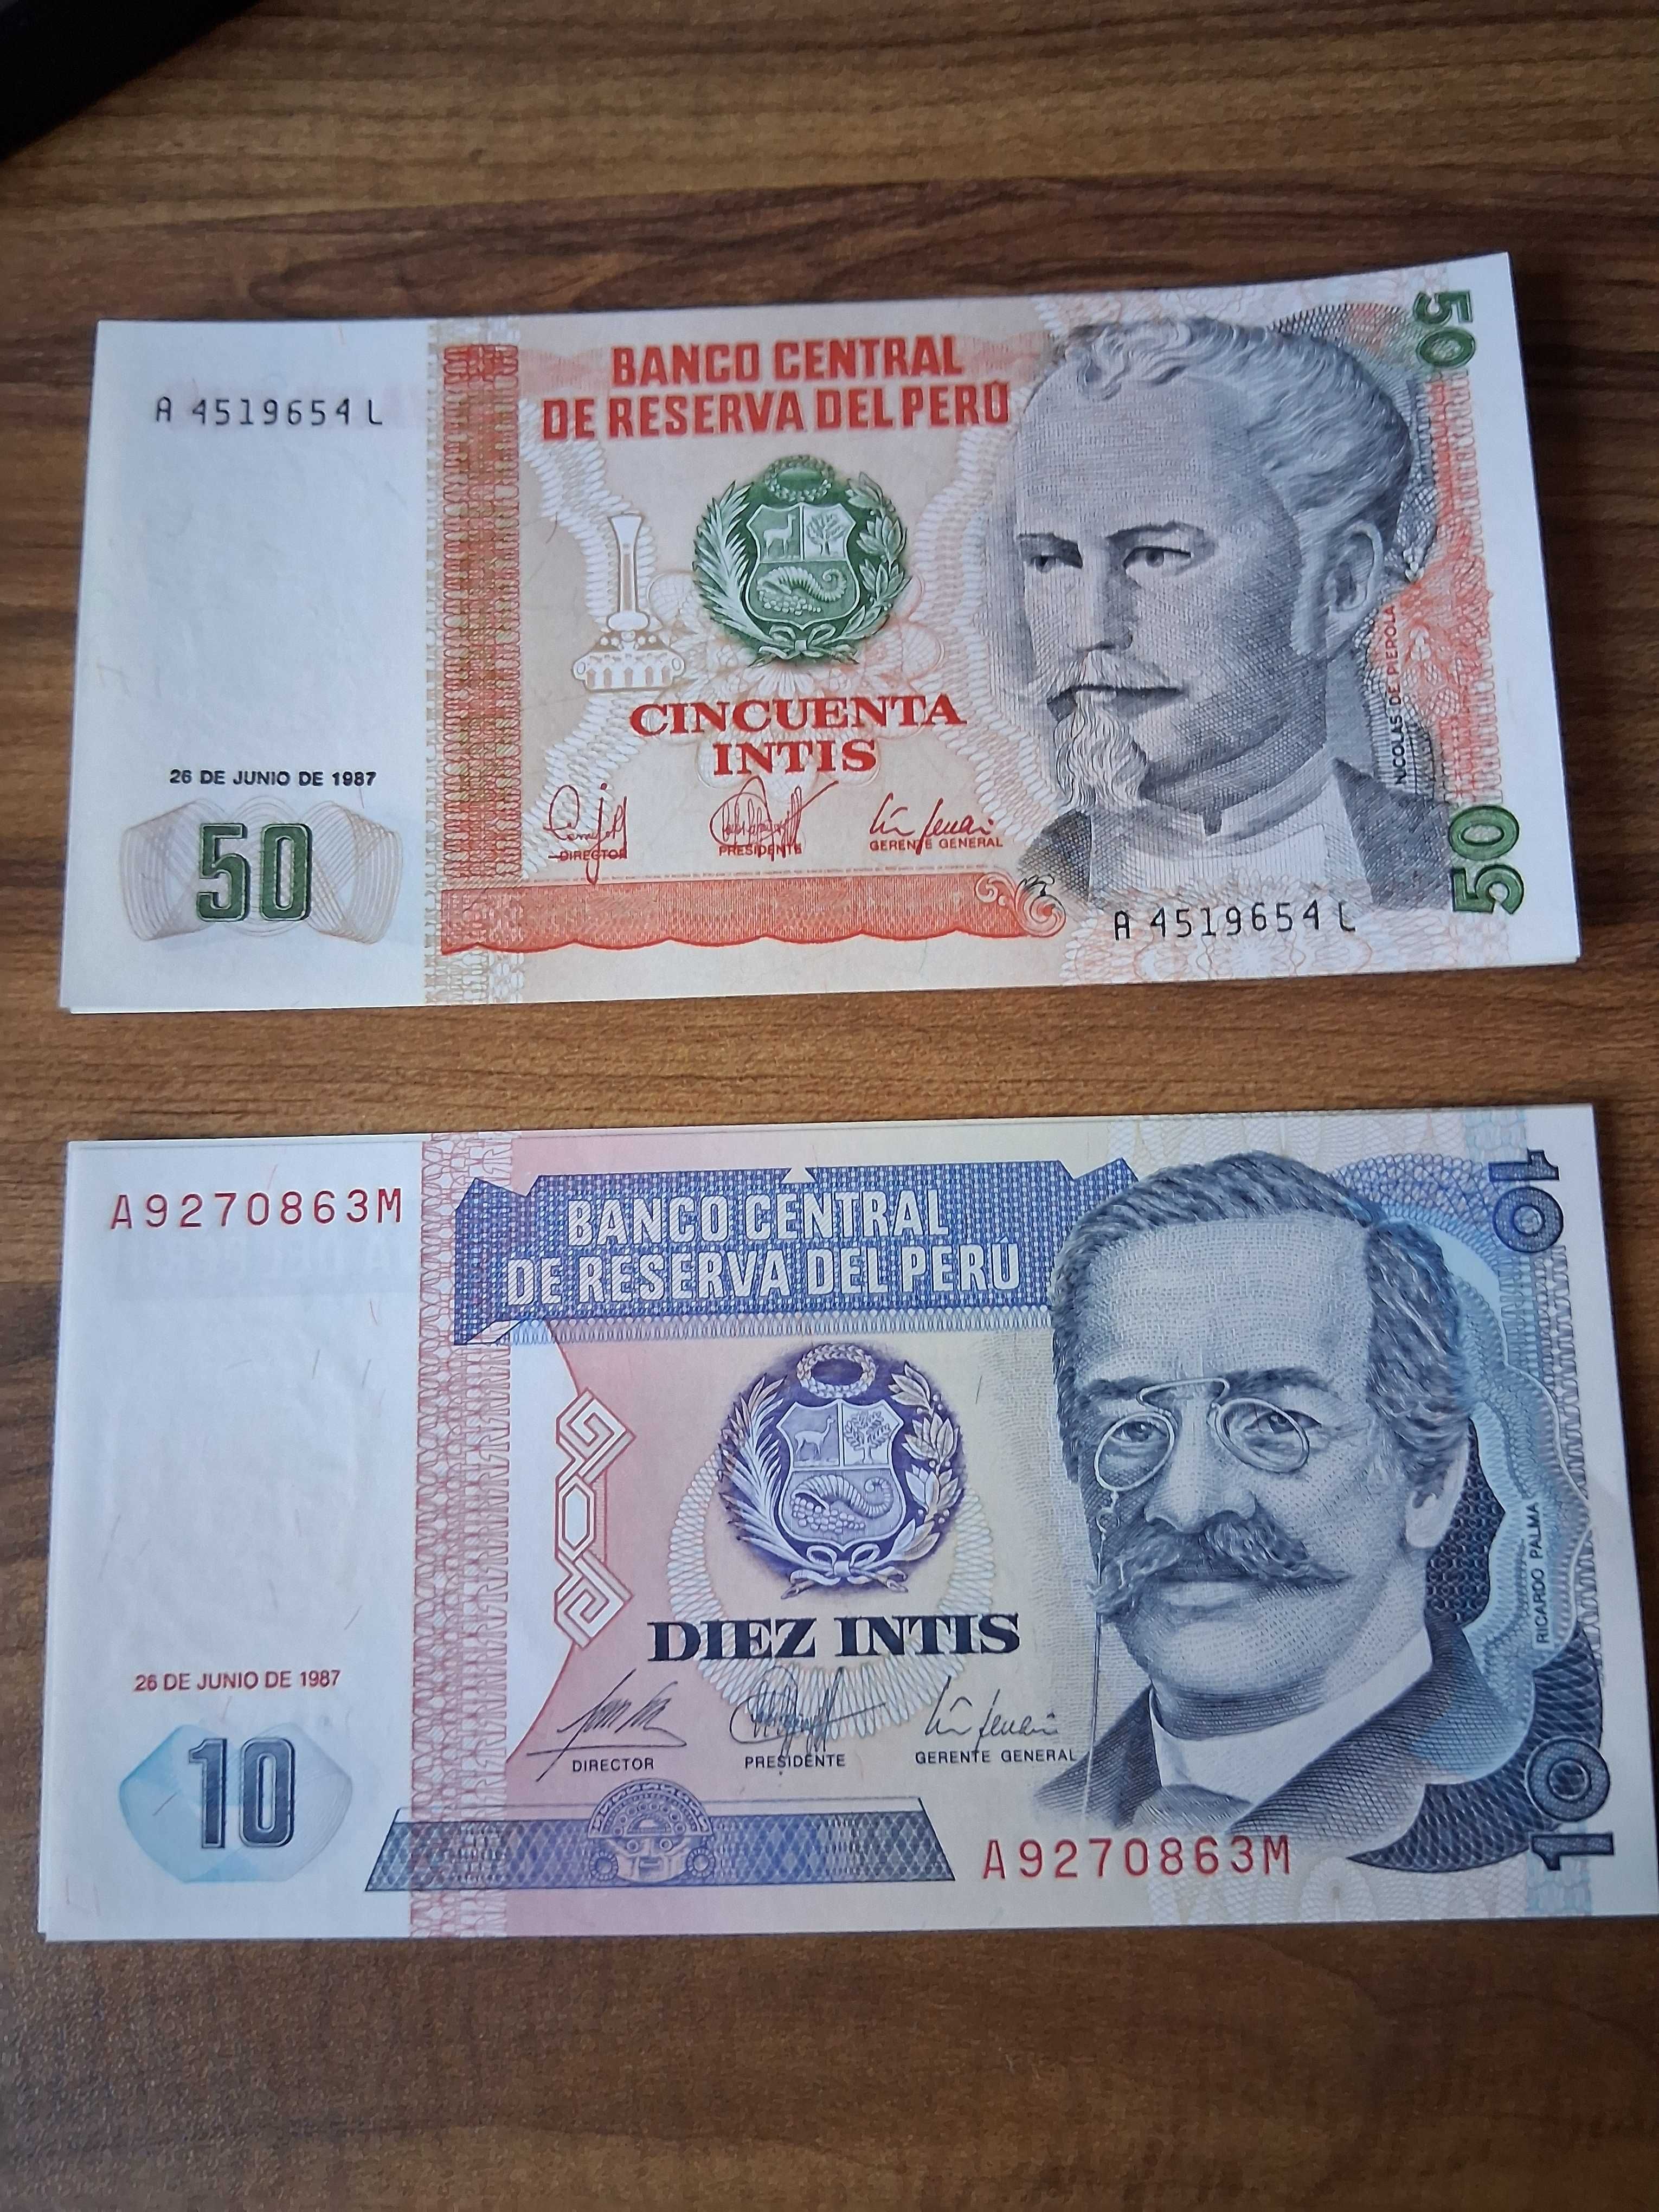 A 4519654 L
BANCO CENTRAL
DE RESERVA DEL PERÚ
50
CINCUENTA
INTIS
26 DE JUNIO DE 1987
50
DIRECTOR
PRESIDENTE
GERENTE GENERAL
NICOLAS DE PIEROLA
50
A 4519654 L
A9270863M
BANCO CENTRAL
DE RESERVA DEL PERÚ
10
DIEZ INTIS
26 DE JUNIO DE 1987
10
DIRECTOR
PRESIDENTE
GERENTE GENERAL
RICARDO PALMA
10
A9270863M